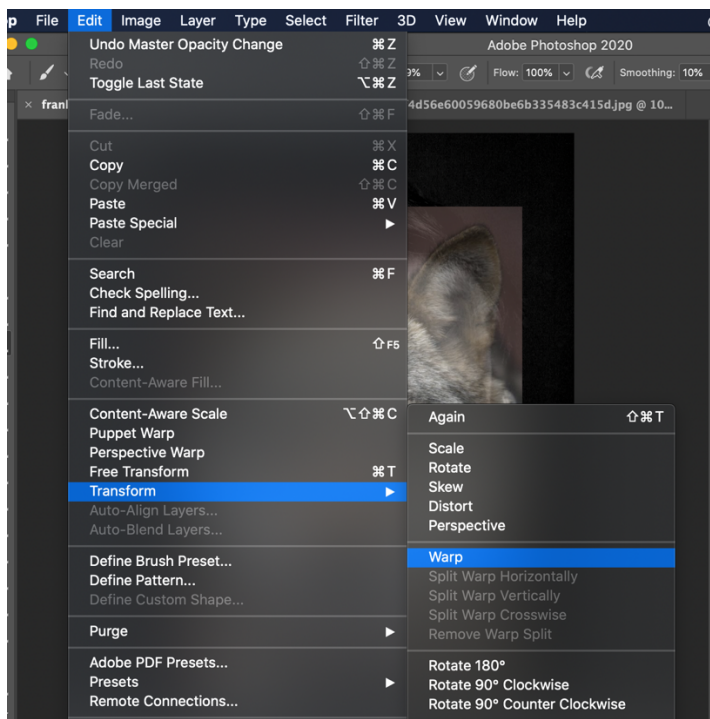 File Edit Image Layer Type Select Filter 3D View Window Help
Adobe Photoshop 2020
Flow: 100% Smoothing: 10%
4d56e60059680be6b335483c415d.jpg @ 10...
Undo Master Opacity Change ⌘Z
Redo ⇧⌘Z
Toggle Last State ⌥⌘Z
Fade... ⇧⌘F
Cut ⌘X
Copy ⌘C
Copy Merged ⇧⌘C
Paste ⌘V
Paste Special ▶
Clear
Search ⌘F
Check Spelling...
Find and Replace Text...
Fill... ⇧F5
Stroke...
Content-Aware Fill...
Content-Aware Scale ⌥⇧⌘C
Puppet Warp
Perspective Warp
Free Transform ⌘T
Transform ▶
Auto-Align Layers...
Auto-Blend Layers...
Define Brush Preset...
Define Pattern...
Define Custom Shape...
Purge ▶
Adobe PDF Presets...
Presets ▶
Remote Connections...
Again ⇧⌘T
Scale
Rotate
Skew
Distort
Perspective
Warp
Split Warp Horizontally
Split Warp Vertically
Split Warp Crosswise
Remove Warp Split
Rotate 180°
Rotate 90° Clockwise
Rotate 90° Counter Clockwise